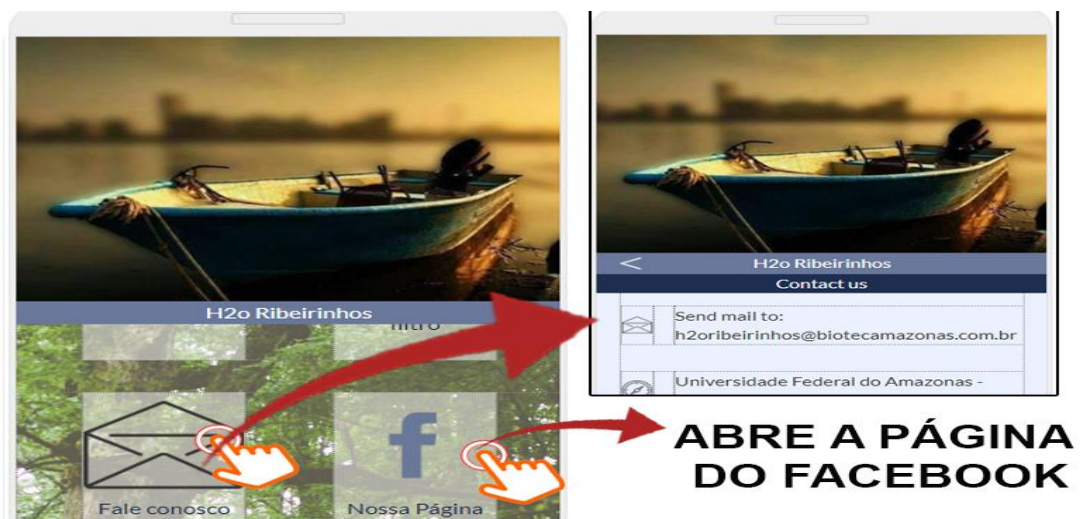 H2o Ribeirinhos
filtro
Fale conosco
Nossa Página
<
H2o Ribeirinhos
Contact us
Send mail to:
h2oribeirinhos@biotecamazonas.com.br
Universidade Federal do Amazonas -
ABRE A PÁGINA
DO FACEBOOK